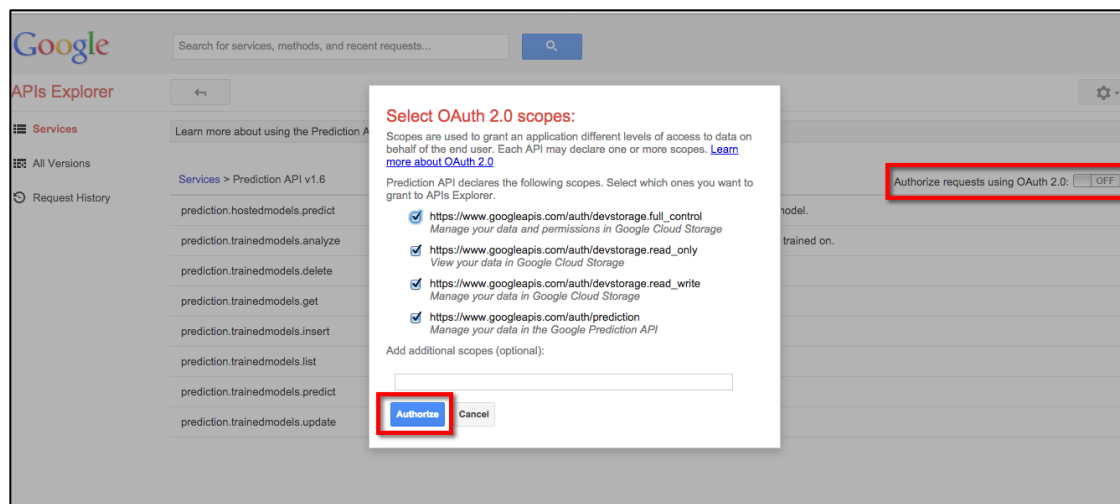 Google
Search for services, methods, and recent requests...
APIs Explorer
Services
All Versions
Request History
Learn more about using the Prediction A
Services > Prediction API v1.6
Authorize requests using OAuth 2.0: OFF
prediction.hostedmodels.predict
nodel.
prediction.trainedmodels.analyze
trained on.
prediction.trainedmodels.delete
prediction.trainedmodels.get
prediction.trainedmodels.insert
prediction.trainedmodels.list
prediction.trainedmodels.predict
prediction.trainedmodels.update
Select OAuth 2.0 scopes:
Scopes are used to grant an application different levels of access to data on
behalf of the end user. Each API may declare one or more scopes. Learn
more about OAuth 2.0
Prediction API declares the following scopes. Select which ones you want to
grant to APIs Explorer.
https://www.googleapis.com/auth/devstorage.full_control
Manage your data and permissions in Google Cloud Storage
https://www.googleapis.com/auth/devstorage.read_only
View your data in Google Cloud Storage
https://www.googleapis.com/auth/devstorage.read_write
Manage your data in Google Cloud Storage
https://www.googleapis.com/auth/prediction
Manage your data in the Google Prediction API
Add additional scopes (optional):
Authorize Cancel